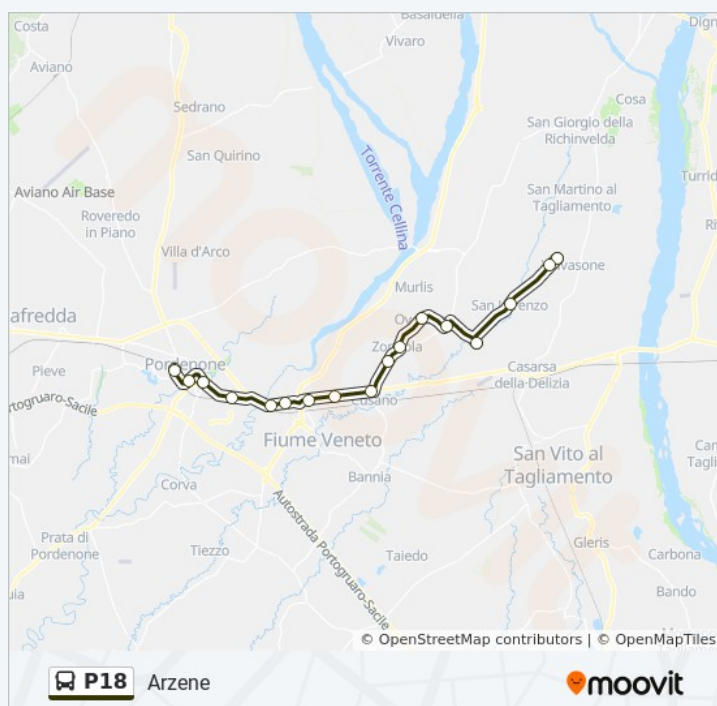 Costa
Basaldella
Dign
Vivaro
Aviano
Sedrano
Cosa
San Giorgio della
Richinvelda
San Quirino
Torrente Cellina
Aviano Air Base
San Martino al
Tagliamento
Turrid
Roveredo
in Piano
Villa d'Arco
vasone
Murlis
afredda
San
nzo
Ov
Pordenone
Zo
la
Pieve
Casarsa
della Delizia
ortogruaro-Sacile
Cusano
Fiume Veneto
mai
San Vito al
Tagliamento
Bannia
Corva
Autostrada Portogruaro-Sacile
Prata di
Pordenone
Tiezzo
Taiedo
Gleris
Carbona
Bando
© OpenStreetMap contributors | © OpenMapTiles
P18 Arzene
moovit